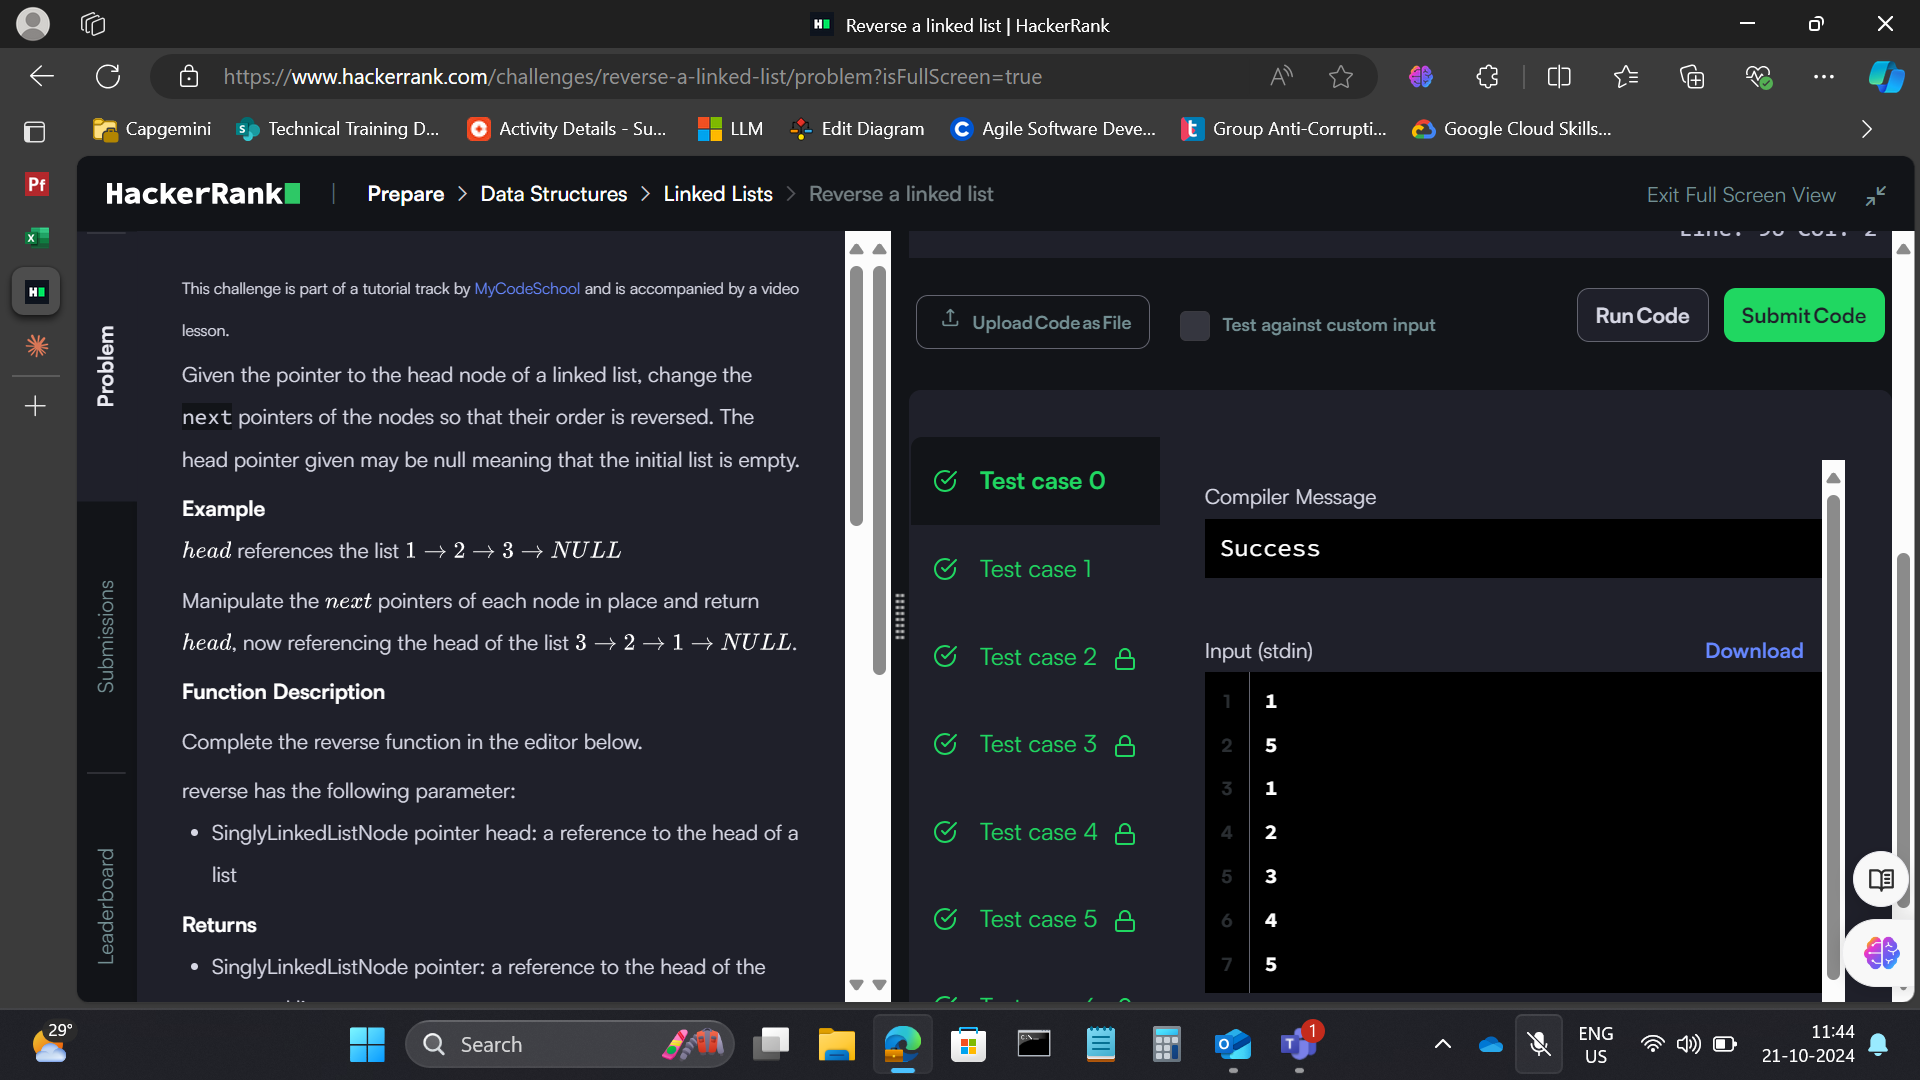 Reverse a linked list | HackerRank
https://www.hackerrank.com/challenges/reverse-a-linked-list/problem?isFullScreen=true
Capgemini
Technical Training D...
Activity Details - Su...
LLM
Edit Diagram
Agile Software Deve...
Group Anti-Corrupti...
Google Cloud Skills...
HackerRank
Prepare > Data Structures > Linked Lists > Reverse a linked list
Exit Full Screen View
Problem
Submissions
Leaderboard
This challenge is part of a tutorial track by MyCodeSchool and is accompanied by a video
lesson.
Given the pointer to the head node of a linked list, change the
next pointers of the nodes so that their order is reversed. The
head pointer given may be null meaning that the initial list is empty.
Example
head references the list 1 → 2 → 3 → NULL
Manipulate the next pointers of each node in place and return
head, now referencing the head of the list 3 → 2 → 1 → NULL.
Function Description
Complete the reverse function in the editor below.
reverse has the following parameter:
• SinglyLinkedListNode pointer head: a reference to the head of a
list
Returns
• SinglyLinkedListNode pointer: a reference to the head of the
Upload Code as File
Test against custom input
Run Code
Submit Code
Test case 0
Test case 1
Test case 2
Test case 3
Test case 4
Test case 5
Compiler Message
Success
Input (stdin)
Download
1 1
2 5
3 1
4 2
5 3
6 4
7 5
29°
Search
1
ENG
US
11:44
21-10-2024